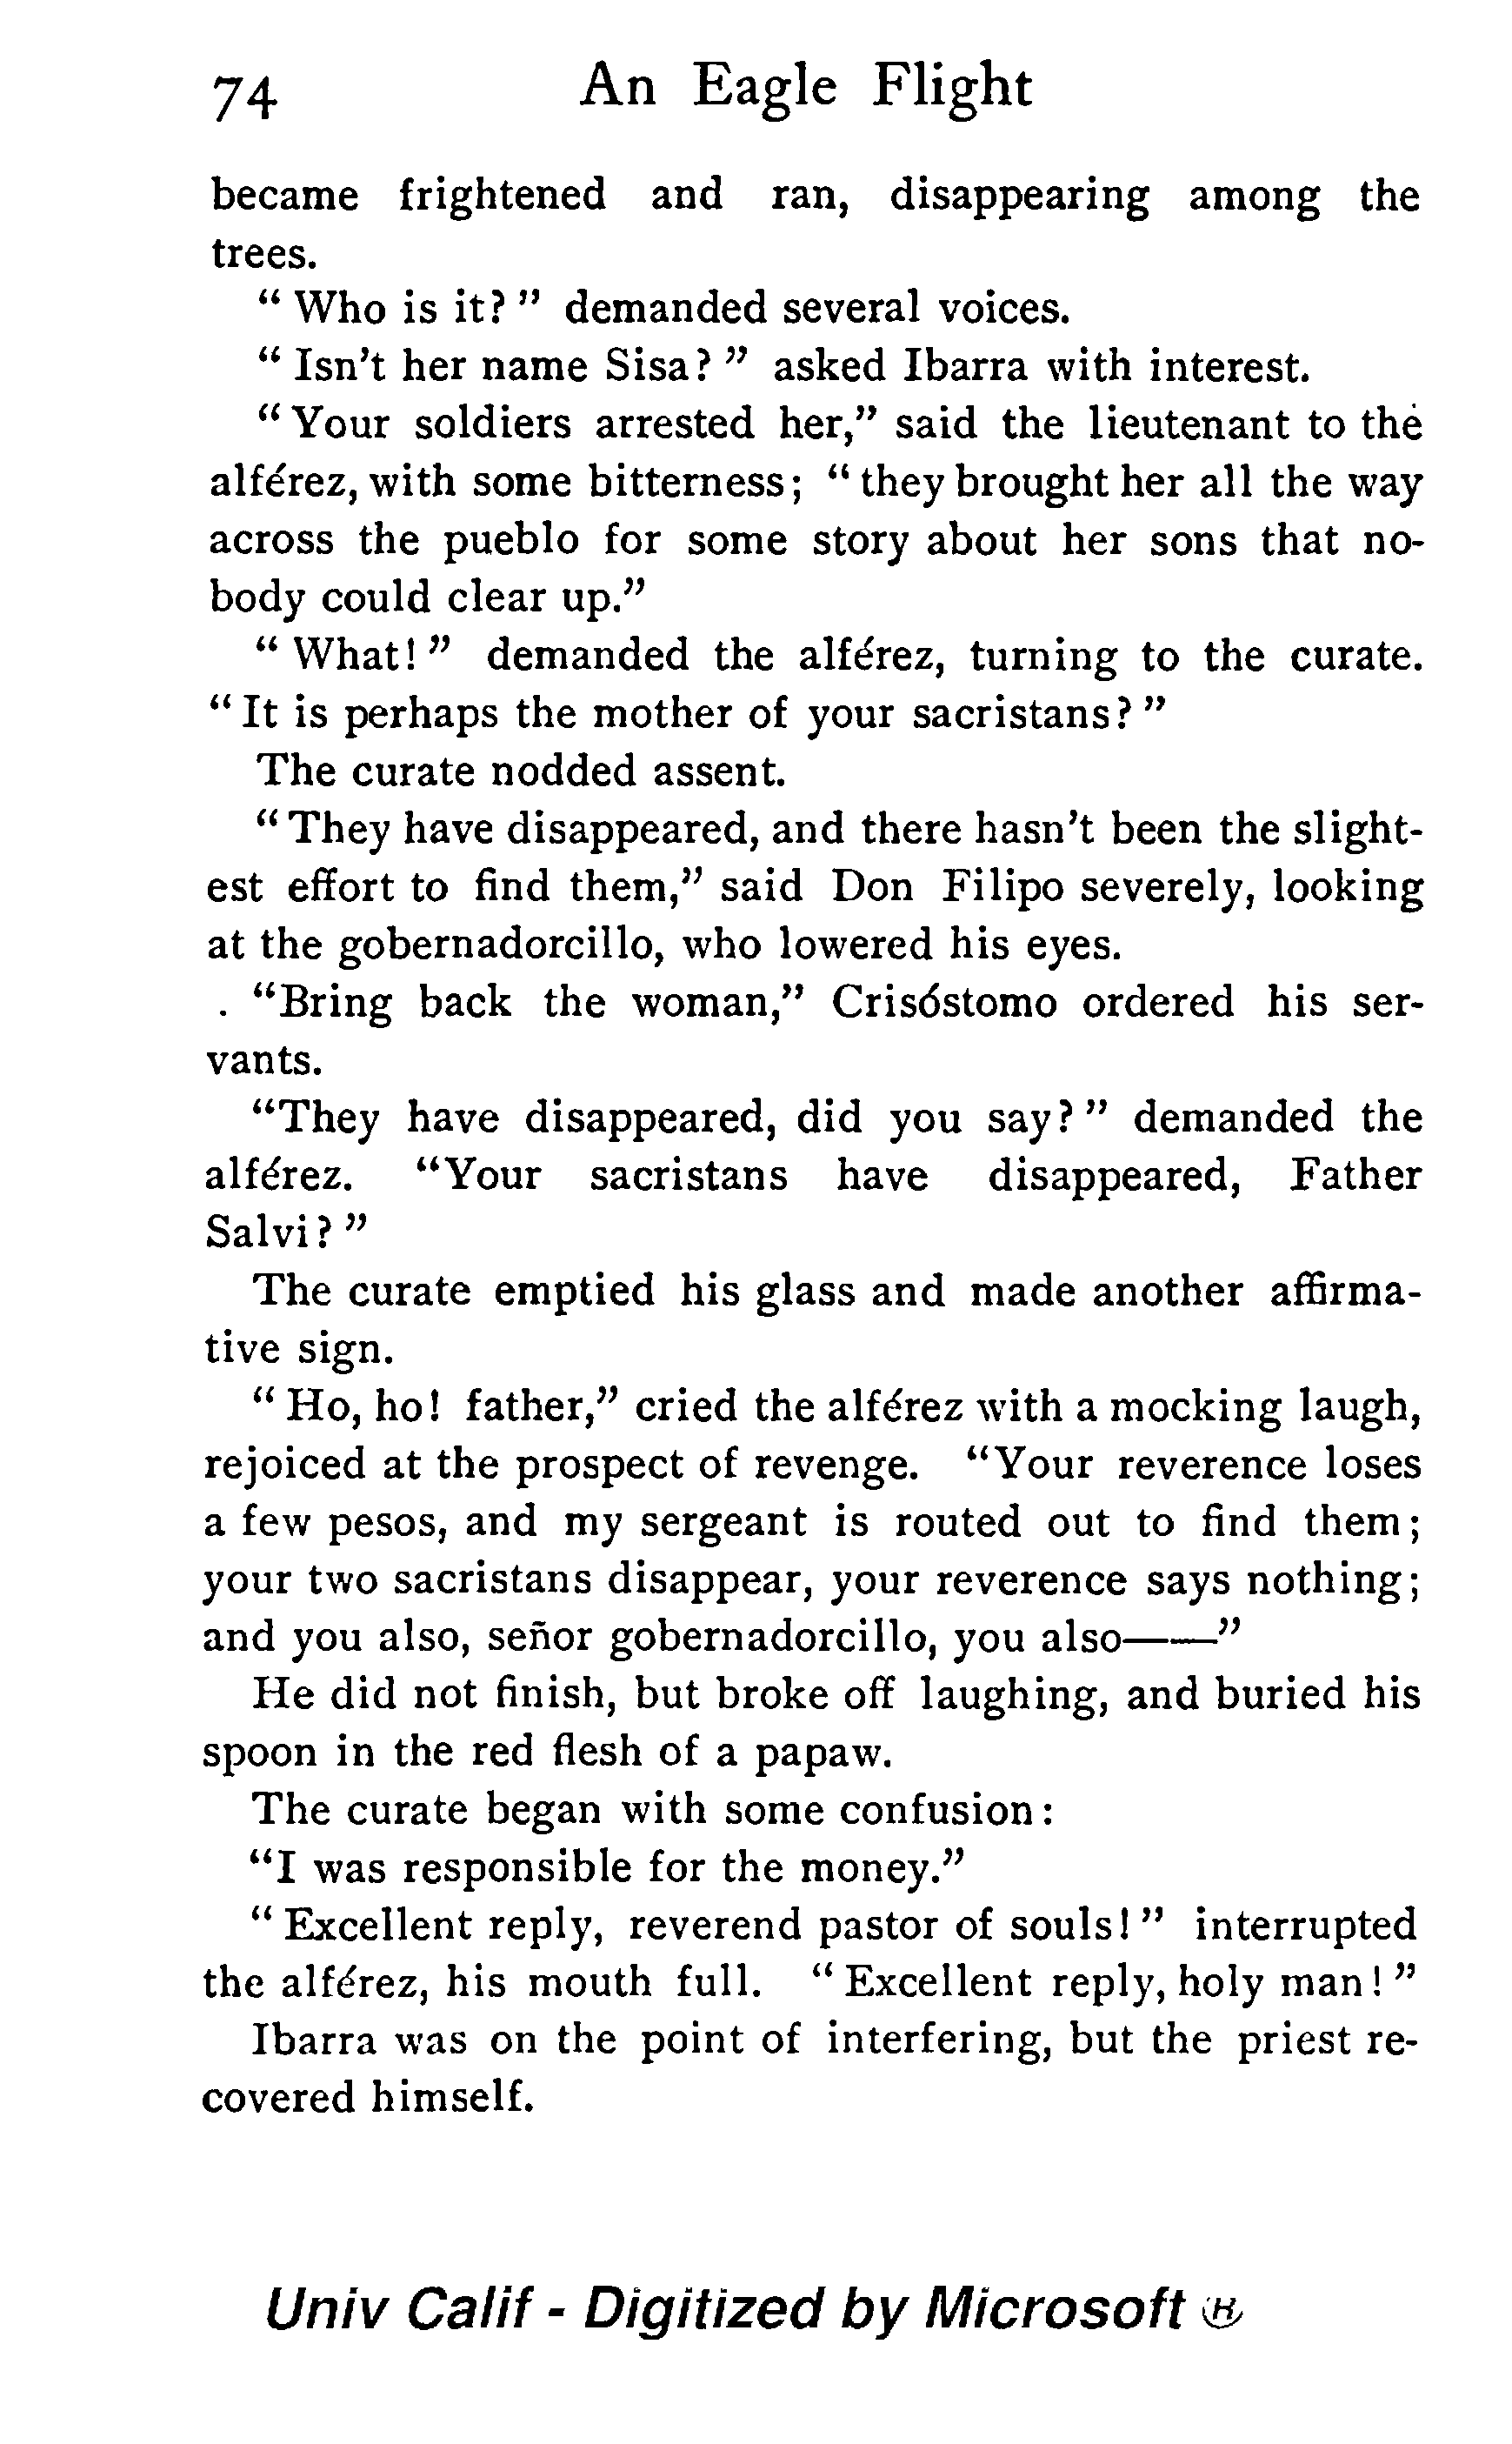 74 An Eagle Flight
became frightened and ran, disappearing among the
trees.
“ Who is it? ” demanded several voices.
“ Isn’t her name Sisa? ” asked Ibarra with interest.
“ Your soldiers arrested her,” said the lieutenant to the
alférez, with some bitterness; “ they brought her all the way
across the pueblo for some story about her sons that no-
body could clear up.”
“ What! ” demanded the alférez, turning to the curate.
“ It is perhaps the mother of your sacristans? ”
The curate nodded assent.
“ They have disappeared, and there hasn’t been the slight-
est effort to find them,” said Don Filipo severely, looking
at the gobernadorcillo, who lowered his eyes.
. “Bring back the woman,” Crisóstomo ordered his ser-
vants.
“They have disappeared, did you say? ” demanded the
alférez. “Your sacristans have disappeared, Father
Salvi? ”
The curate emptied his glass and made another affirma-
tive sign.
“ Ho, ho! father,” cried the alférez with a mocking laugh,
rejoiced at the prospect of revenge. “Your reverence loses
a few pesos, and my sergeant is routed out to find them;
your two sacristans disappear, your reverence says nothing;
and you also, señor gobernadorcillo, you also——”
He did not finish, but broke off laughing, and buried his
spoon in the red flesh of a papaw.
The curate began with some confusion:
“I was responsible for the money.”
“ Excellent reply, reverend pastor of souls! ” interrupted
the alférez, his mouth full. “ Excellent reply, holy man! ”
Ibarra was on the point of interfering, but the priest re-
covered himself.
Univ Calif - Digitized by Microsoft ®